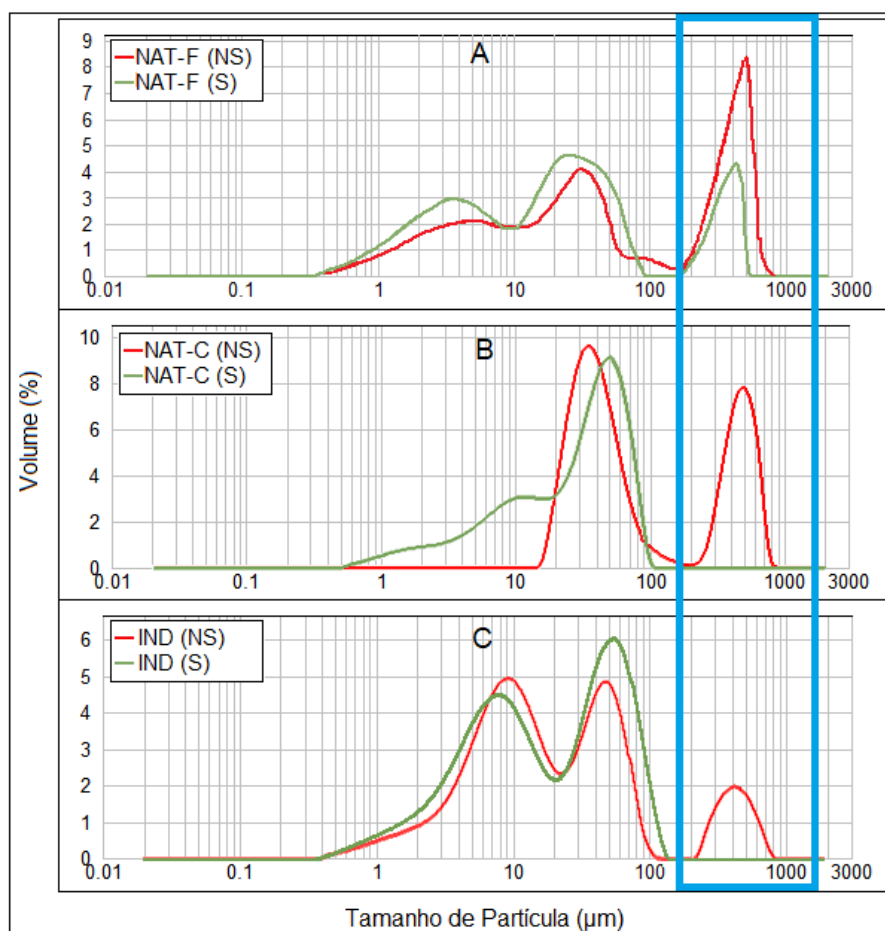 A
NAT-F (NS)
NAT-F (S)
9
8
7
6
5
4
3
2
1
0
0.01 0.1 1 10 100 1000 3000
B
NAT-C (NS)
NAT-C (S)
10
8
6
4
2
0
0.01 0.1 1 10 100 1000 3000
C
IND (NS)
IND (S)
6
5
4
3
2
1
0
0.01 0.1 1 10 100 1000 3000
Volume (%)
Tamanho de Partícula (µm)